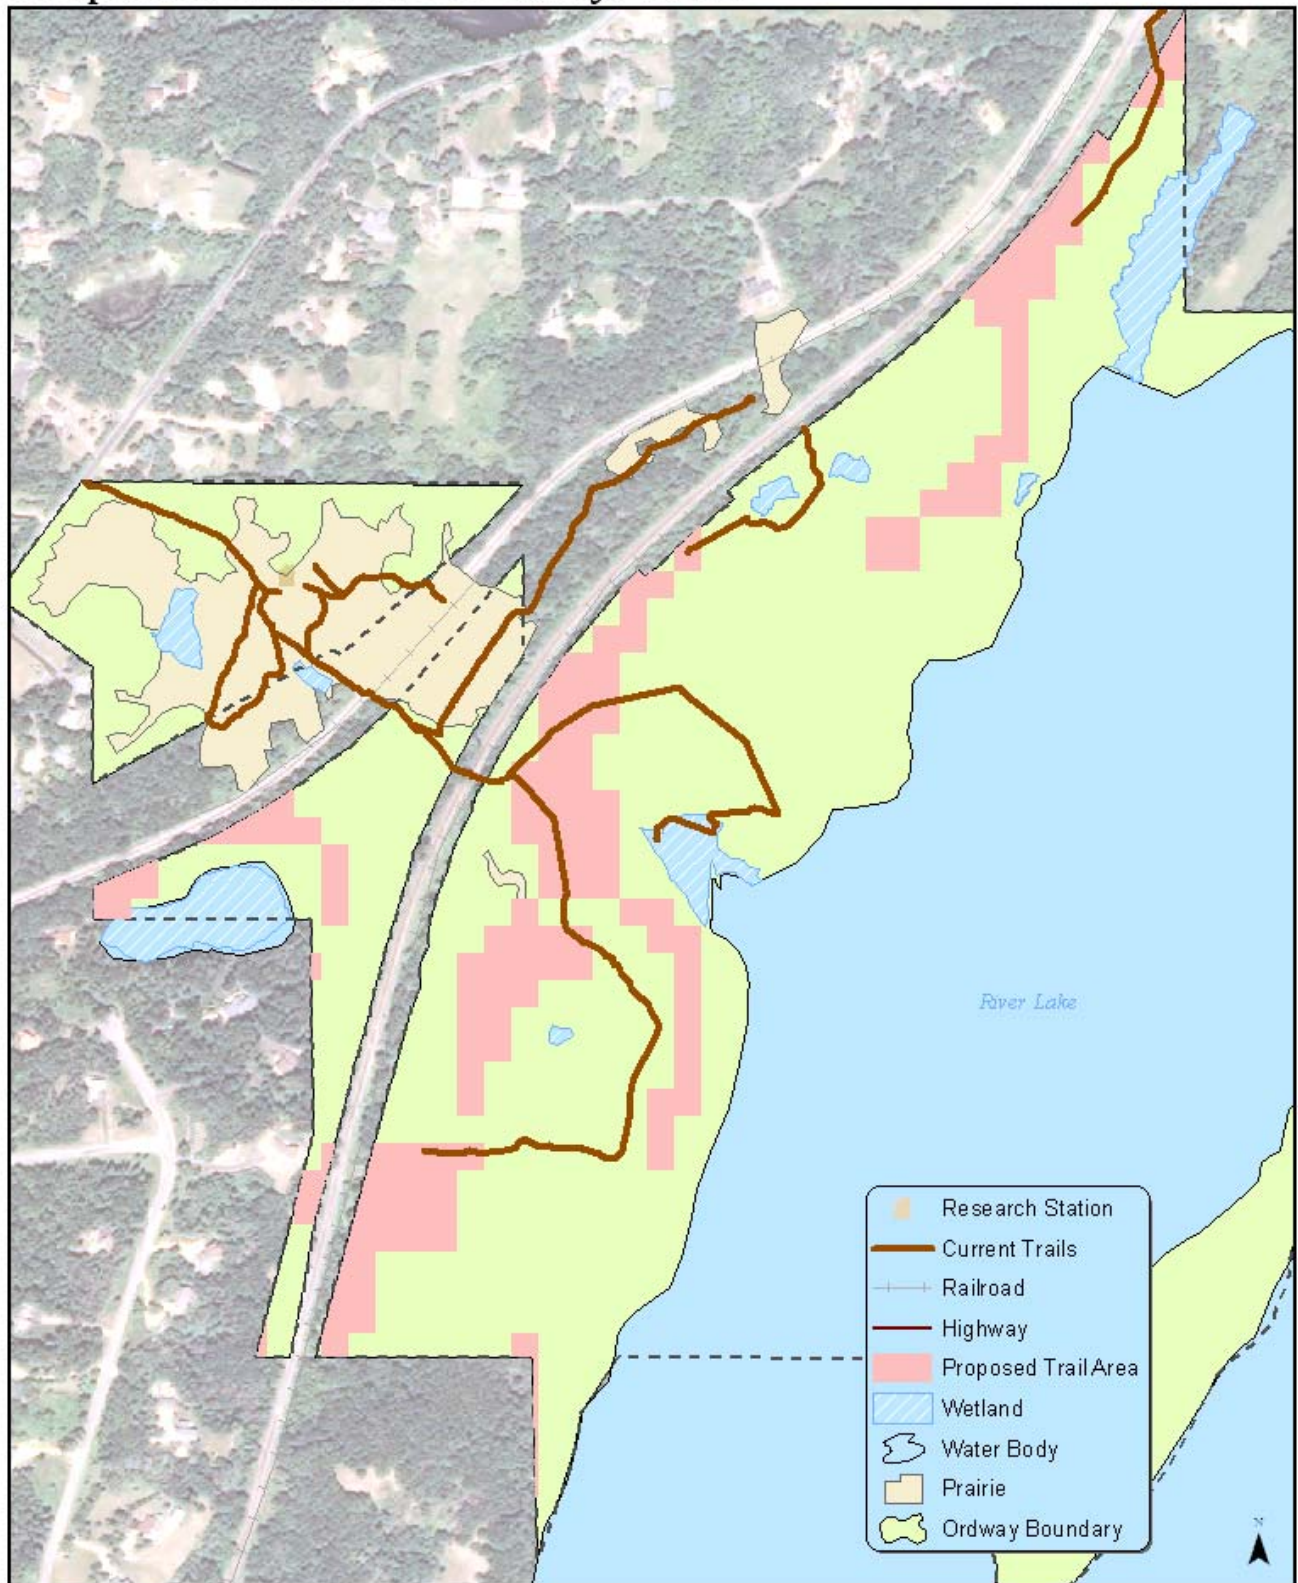 River Lake
Research Station
Current Trails
Railroad
Highway
Proposed Trail Area
Wetland
Water Body
Prairie
Ordway Boundary
N